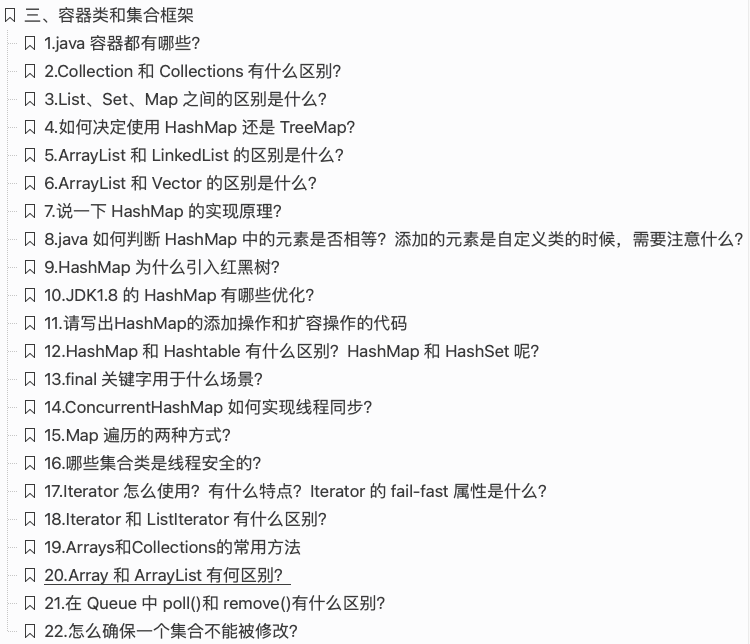 三、容器类和集合框架
1.java 容器都有哪些？
2.Collection 和 Collections 有什么区别？
3.List、Set、Map 之间的区别是什么？
4.如何决定使用 HashMap 还是 TreeMap？
5.ArrayList 和 LinkedList 的区别是什么？
6.ArrayList 和 Vector 的区别是什么？
7.说一下 HashMap 的实现原理？
8.java 如何判断 HashMap 中的元素是否相等？添加的元素是自定义类的时候，需要注意什么？
9.HashMap 为什么引入红黑树？
10.JDK1.8 的 HashMap 有哪些优化？
11.请写出HashMap的添加操作和扩容操作的代码
12.HashMap 和 Hashtable 有什么区别？HashMap 和 HashSet 呢？
13.final 关键字用于什么场景？
14.ConcurrentHashMap 如何实现线程同步？
15.Map 遍历的两种方式？
16.哪些集合类是线程安全的？
17.Iterator 怎么使用？有什么特点？Iterator 的 fail-fast 属性是什么？
18.Iterator 和 ListIterator 有什么区别？
19.Arrays和Collections的常用方法
20.Array 和 ArrayList 有何区别？
21.在 Queue 中 poll()和 remove()有什么区别？
22.怎么确保一个集合不能被修改？